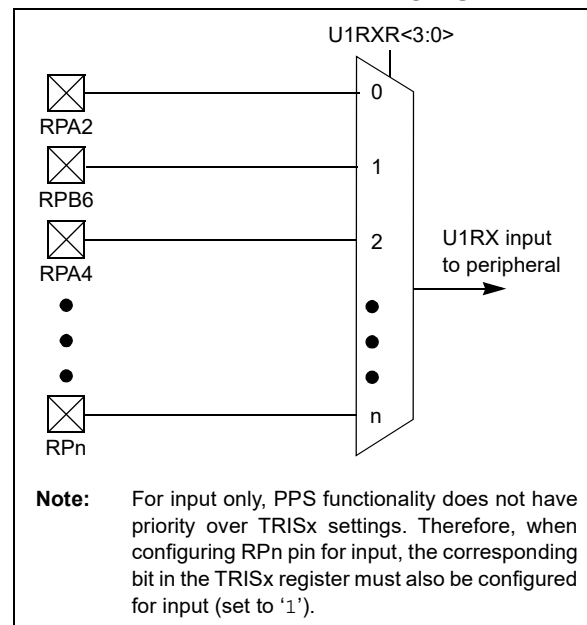 U1RXR<3:0>
RPA2
0
RPB6
1
RPA4
2
U1RX input
to peripheral
RPn
n
Note: For input only, PPS functionality does not have
priority over TRISx settings. Therefore, when
configuring RPn pin for input, the corresponding
bit in the TRISx register must also be configured
for input (set to ‘1’).